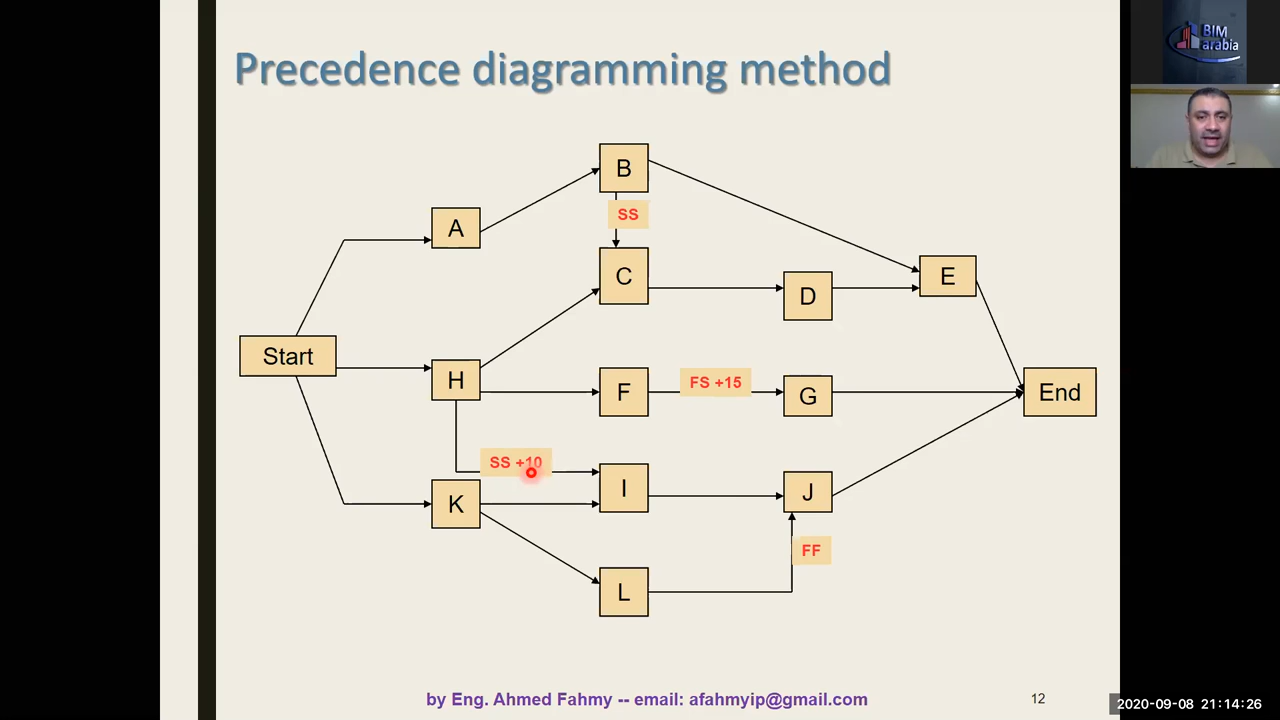 Precedence diagramming method
BIM
arabia
B
A
SS
C
E
D
Start
H
F
FS +15
G
End
SS +10
I
J
K
FF
L
by Eng. Ahmed Fahmy -- email: afahmyip@gmail.com
12
2020-09-08 21:14:26